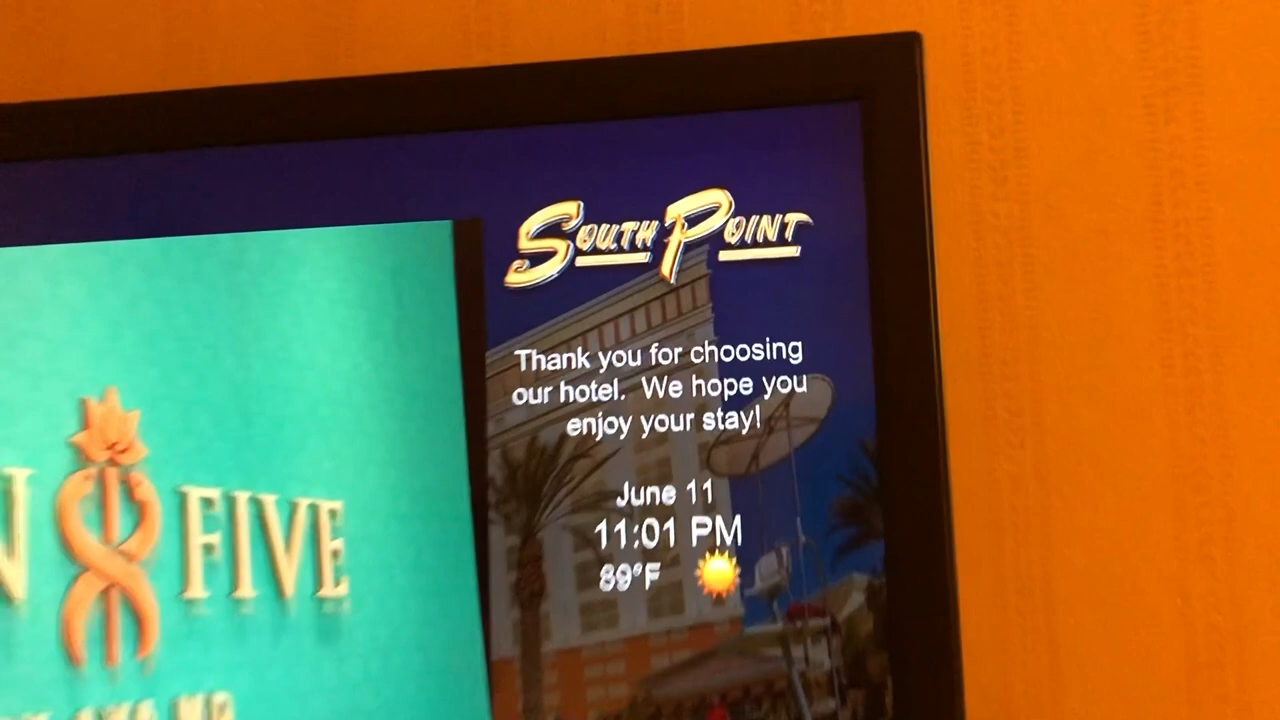 South Point
Thank you for choosing
our hotel. We hope you
enjoy your stay!
June 11
11:01 PM
89°F
FIVE